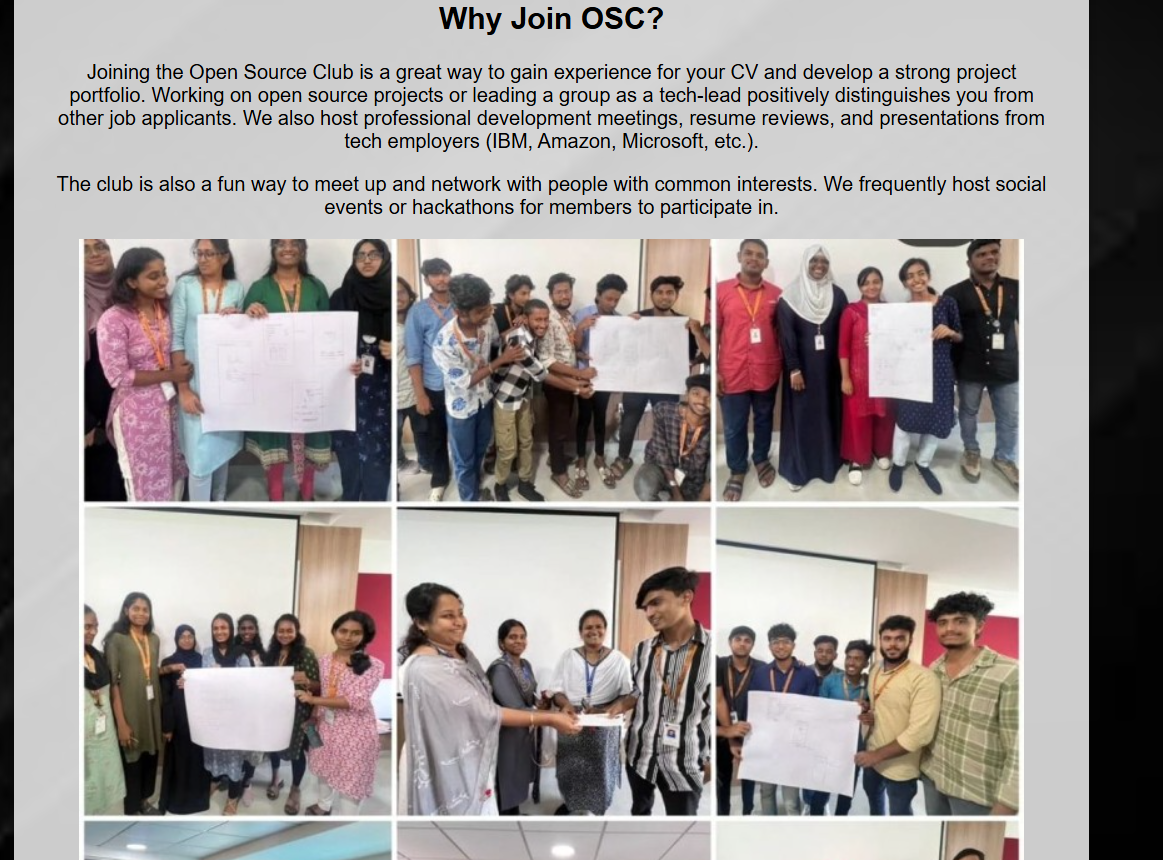 Why Join OSC?
Joining the Open Source Club is a great way to gain experience for your CV and develop a strong project
portfolio. Working on open source projects or leading a group as a tech-lead positively distinguishes you from
other job applicants. We also host professional development meetings, resume reviews, and presentations from
tech employers (IBM, Amazon, Microsoft, etc.).
The club is also a fun way to meet up and network with people with common interests. We frequently host social
events or hackathons for members to participate in.